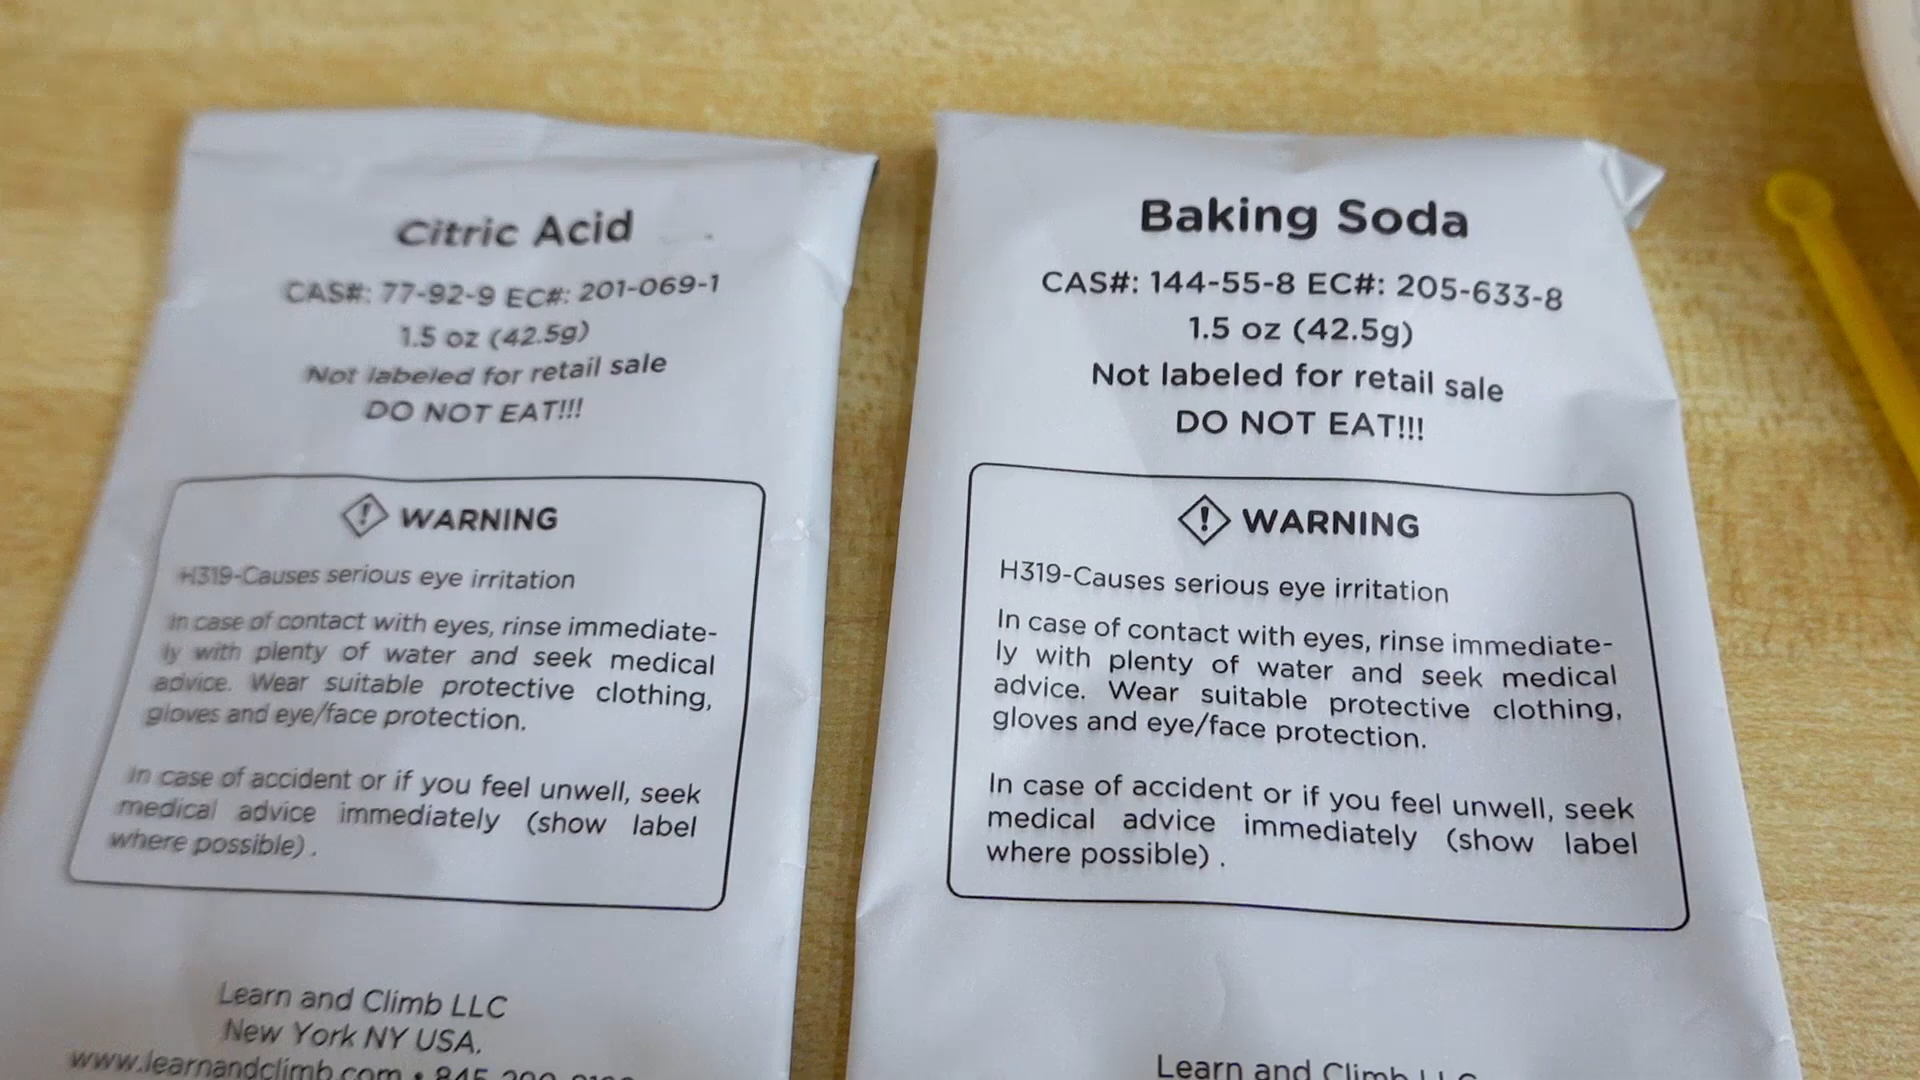 Citric Acid
CAS#: 77-92-9 EC#: 201-069-1
1.5 oz (42.5g)
Not labeled for retail sale
DO NOT EAT!!!
WARNING
H319-Causes serious eye irritation
In case of contact with eyes, rinse immediate-
ly with plenty of water and seek medical
advice. Wear suitable protective clothing,
gloves and eye/face protection.
In case of accident or if you feel unwell, seek
medical advice immediately (show label
where possible) .
Learn and Climb LLC
New York NY USA.
www.learnandclimb.com •
Baking Soda
CAS#: 144-55-8 EC#: 205-633-8
1.5 oz (42.5g)
Not labeled for retail sale
DO NOT EAT!!!
WARNING
H319-Causes serious eye irritation
In case of contact with eyes, rinse immediate-
ly with plenty of water and seek medical
advice. Wear suitable protective clothing,
gloves and eye/face protection.
In case of accident or if you feel unwell, seek
medical advice immediately (show label
where possible) .
Learn and Climb LLC